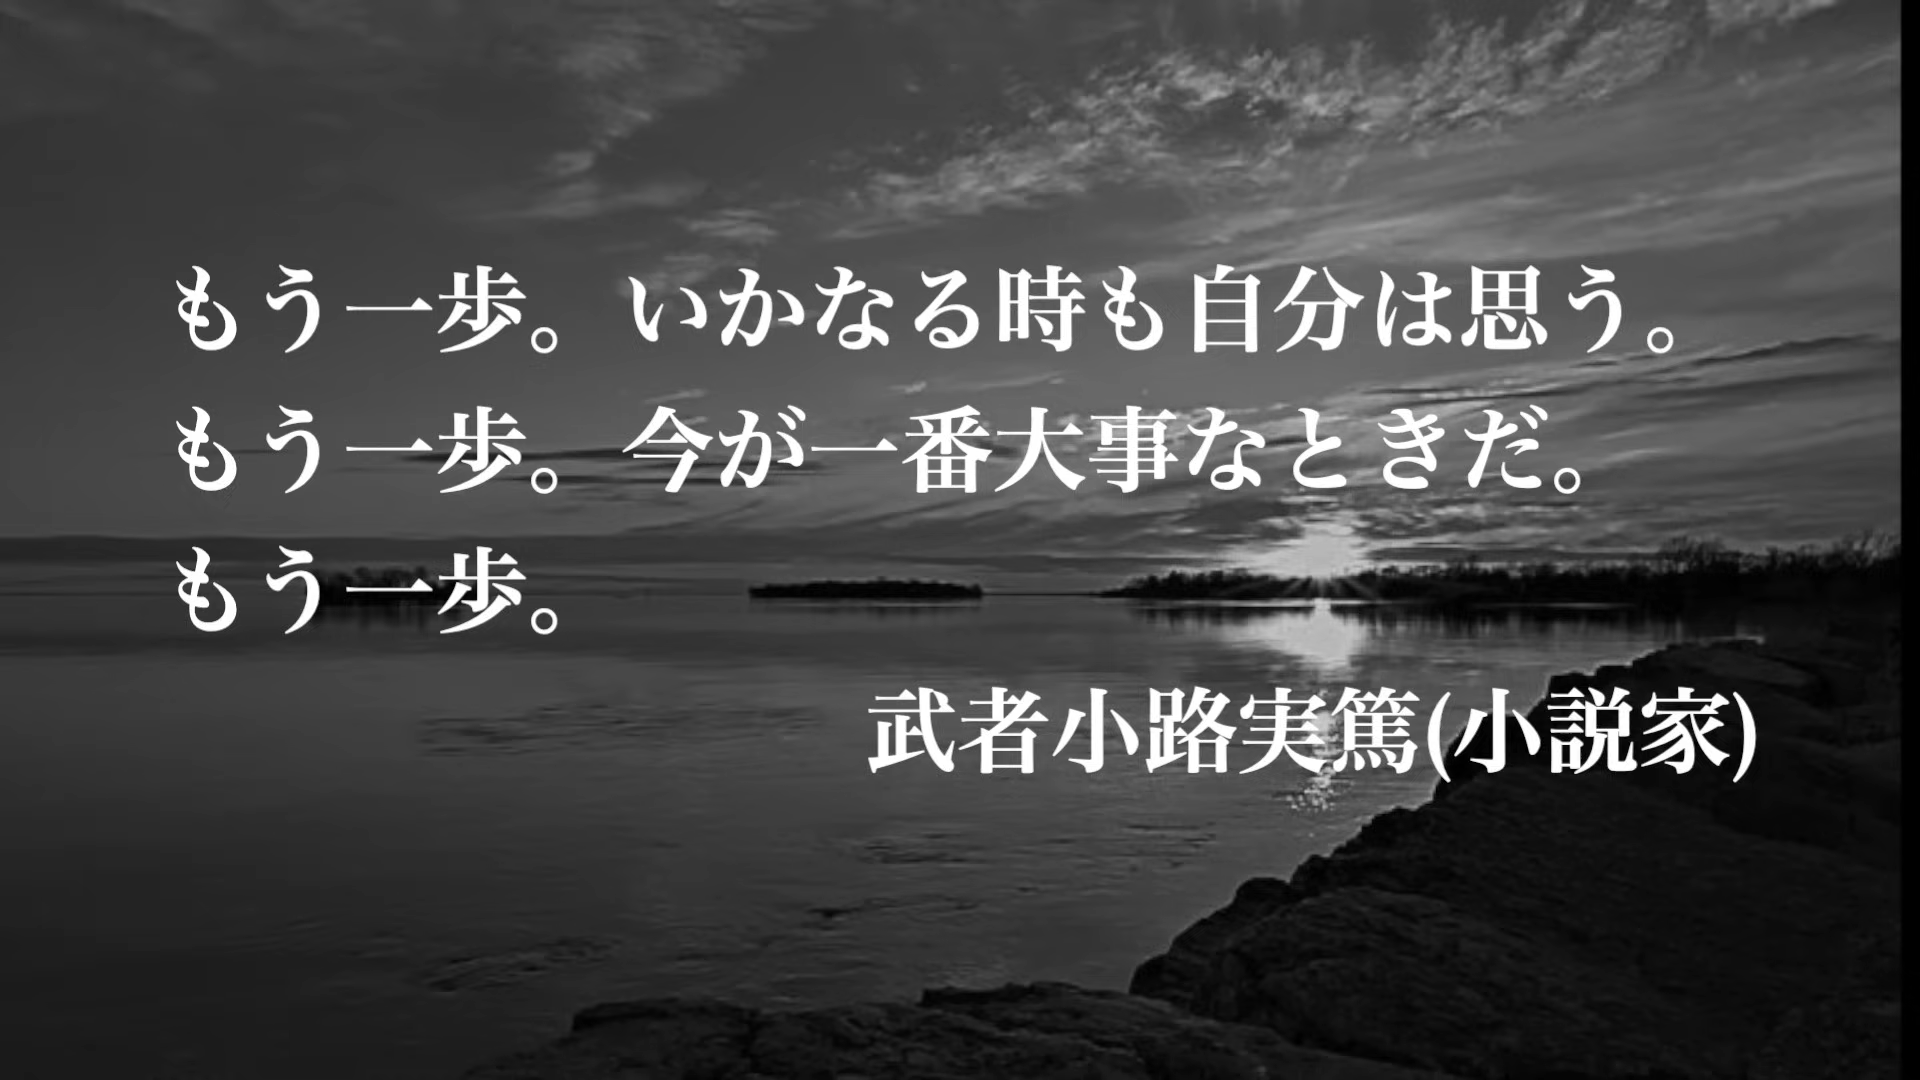 もう一歩。いかなる時も自分は思う。
もう一歩。今が一番大事なときだ。
もう一歩。
武者小路実篤(小説家)